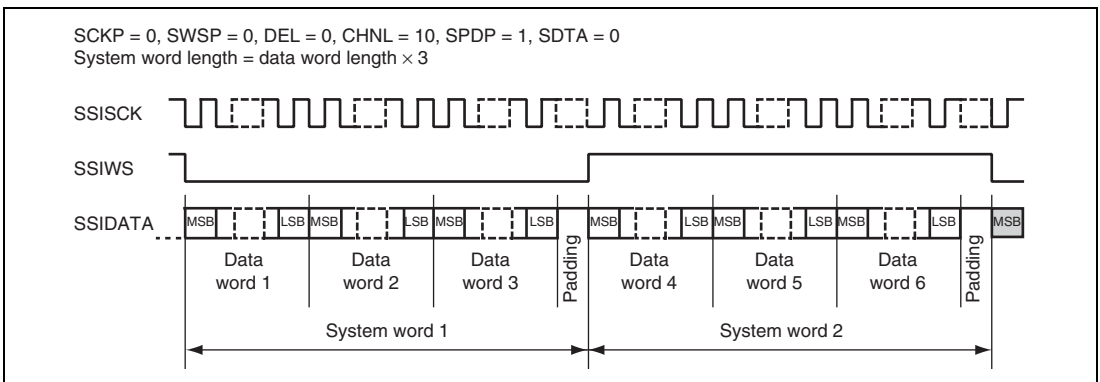 SCKP = 0, SWSP = 0, DEL = 0, CHNL = 10, SPDP = 1, SDTA = 0
System word length = data word length × 3
SSISCK
SSIWS
SSIDATA
MSB LSB MSB LSB MSB LSB MSB LSB MSB LSB MSB LSB MSB
Data word 1
Data word 2
Data word 3
Padding
Data word 4
Data word 5
Data word 6
Padding
System word 1
System word 2